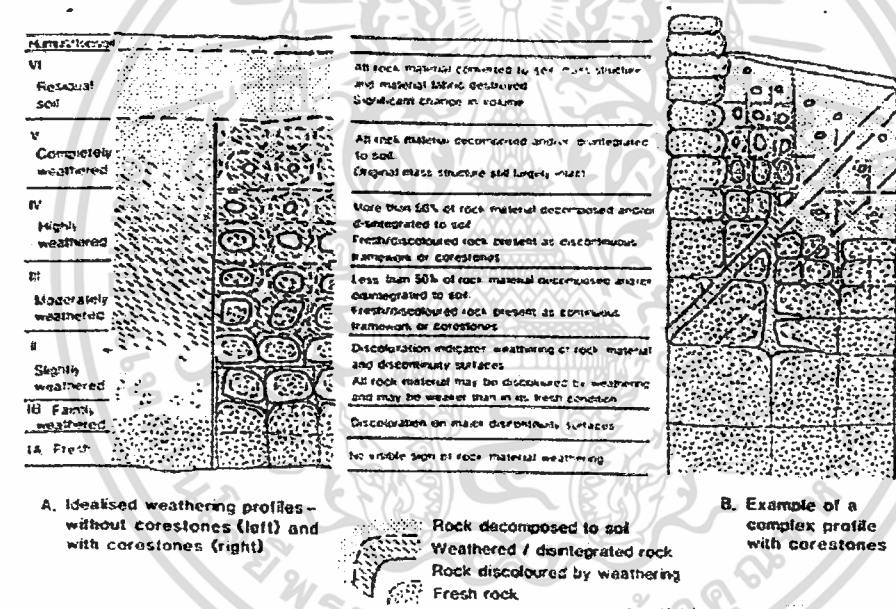 Humus/topsoil
VI
Residual
soil
All rock material converted to soil: mass structure
and material fabric destroyed
Significant change in volume
V
Completely
weathered
All rock material decomposed and/or disintegrated
to soil.
Original mass structure still largely intact
IV
Highly
weathered
More than 50% of rock material decomposed and/or
disintegrated to soil
Fresh/discoloured rock present as discontinuous
framework or corestones
III
Moderately
weathered
Less than 50% of rock material decomposed and/or
disintegrated to soil.
Fresh/discoloured rock present as continuous
framework or corestones
II
Slightly
weathered
Discoloration indicates weathering of rock material
and discontinuity surfaces
All rock material may be discoloured by weathering
and may be weaker than in its fresh condition
IB Faintly
weathered
Discoloration on major discontinuity surfaces
IA Fresh
No visible sign of rock material weathering
A. Idealised weathering profiles –
without corestones (left) and
with corestones (right)
Rock decomposed to soil
Weathered / disintegrated rock
Rock discoloured by weathering
Fresh rock
B. Example of a
complex profile
with corestones